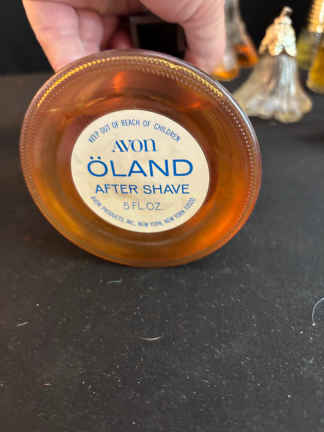 KEEP OUT OF REACH OF CHILDREN
AVON
ÖLAND
AFTER SHAVE
5 FL. OZ.
AVON PRODUCTS, INC., NEW YORK, NEW YORK 10020